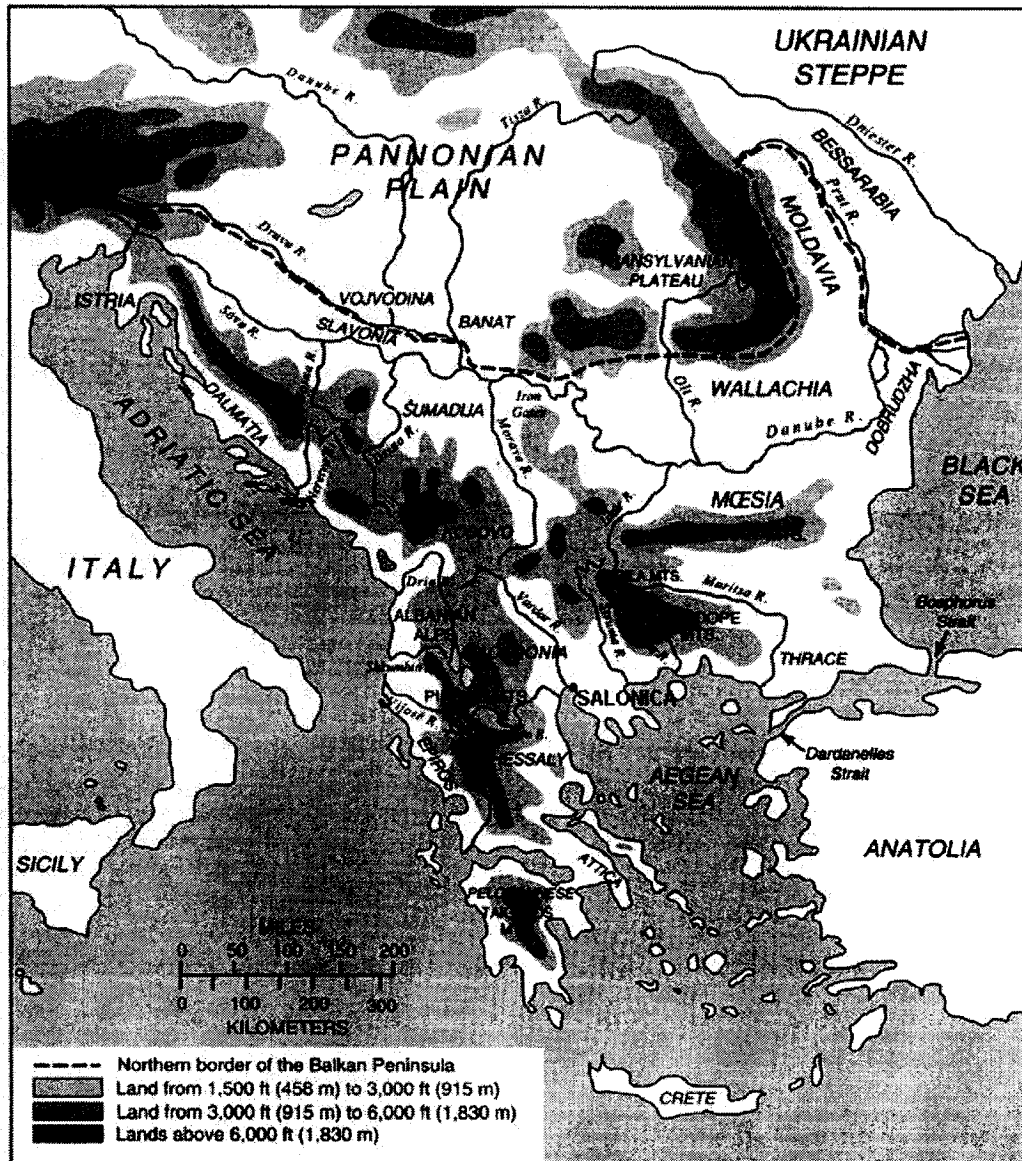 UKRAINIAN
STEPPE
Danube R.
Tisza R.
Dniester R.
PANNONIAN
PLAIN
BESSARABIA
Prut R.
MOLDAVIA
Drava R.
PLATEAU
ISTRIA
VOJVODINA
Sava R.
SLAVONIA
BANAT
Iron
WALLACHIA
Olt R.
DALMATIA
Morava R.
Danube R.
DOBRUDZHA
ADRIATIC SEA
BLACK
SEA
MŒSIA
ITALY
Maritsa R.
Bosphorus
Strait
ALBANIAN
ALPS
Vardar R.
MTS.
THRACE
SALONICA
EPIROS
AEGEAN
SEA
Dardanelles
Strait
SICILY
ATTICA
ANATOLIA
MILES
0 50 100 150 200
0 100 200 300
KILOMETERS
CRETE
Northern border of the Balkan Peninsula
Land from 1,500 ft (458 m) to 3,000 ft (915 m)
Land from 3,000 ft (915 m) to 6,000 ft (1,830 m)
Lands above 6,000 ft (1,830 m)